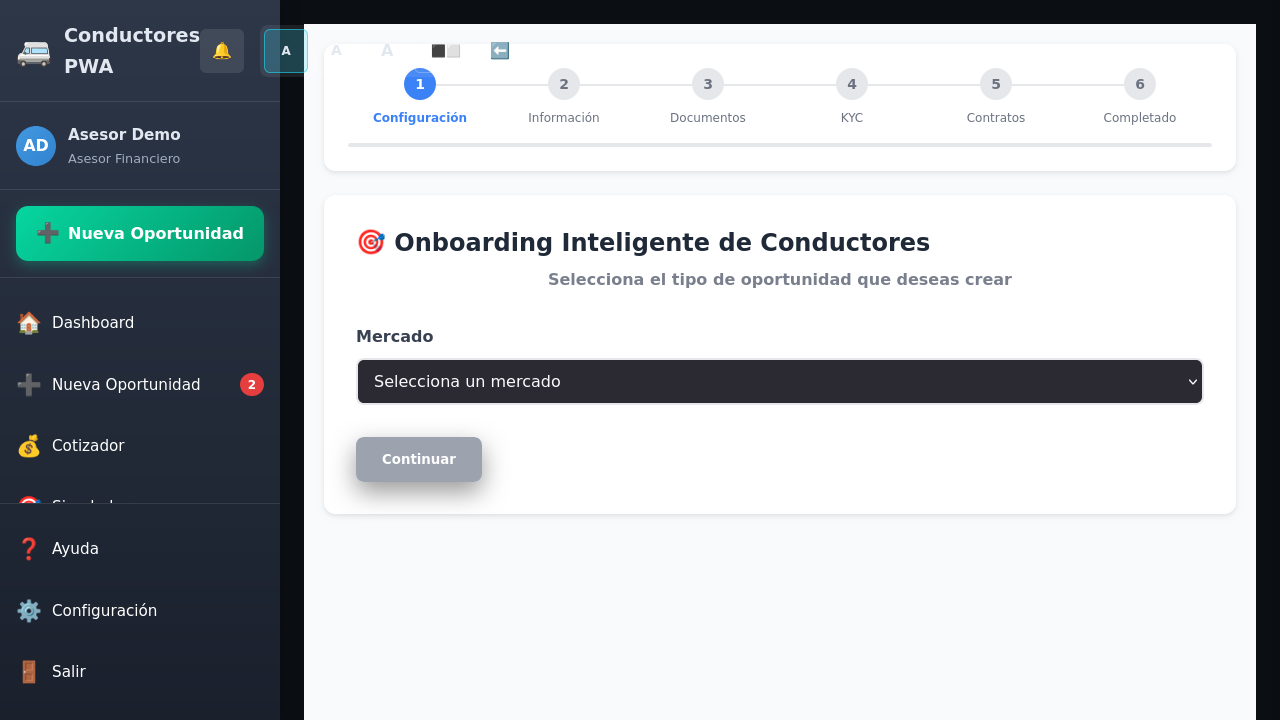 Conductores
PWA
A
A
A
AD
Asesor Demo
Asesor Financiero
Nueva Oportunidad
Dashboard
Nueva Oportunidad
2
Cotizador
Ayuda
Configuración
Salir
1
2
3
4
5
6
Configuración
Información
Documentos
KYC
Contratos
Completado
Onboarding Inteligente de Conductores
Selecciona el tipo de oportunidad que deseas crear
Mercado
Selecciona un mercado
Continuar